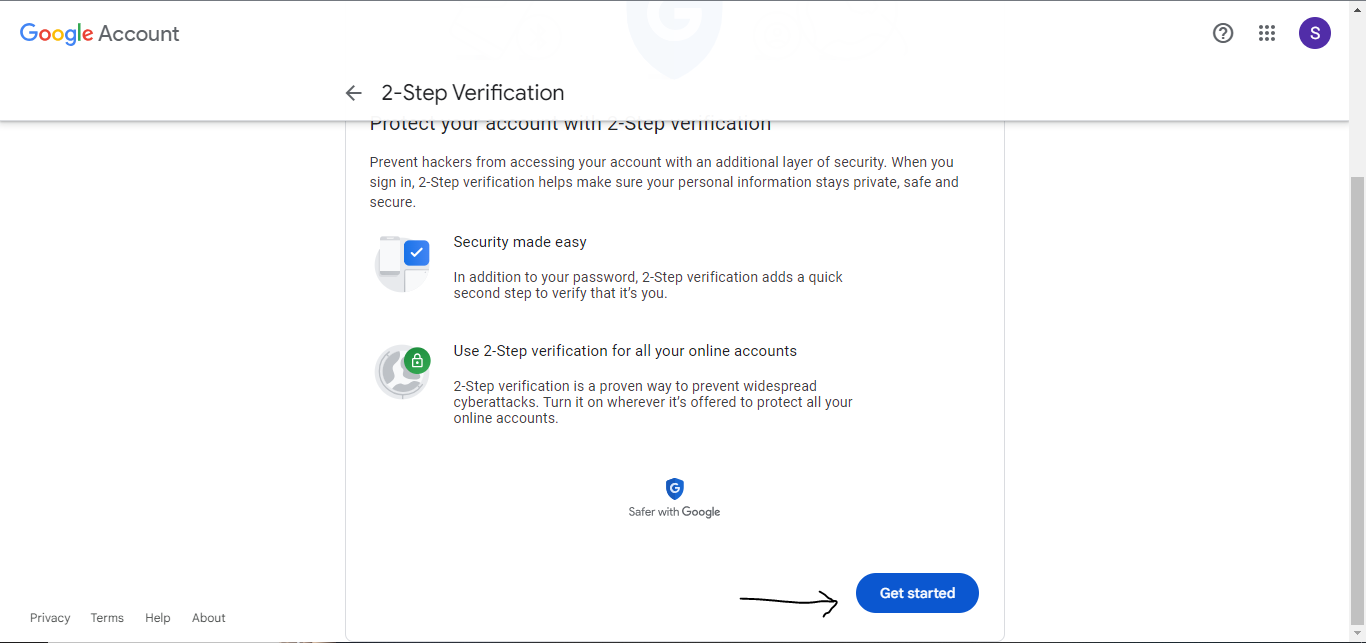 Google Account
S
2-Step Verification
Protect your account with 2-Step Verification
Prevent hackers from accessing your account with an additional layer of security. When you
sign in, 2-Step verification helps make sure your personal information stays private, safe and
secure.
Security made easy
In addition to your password, 2-Step verification adds a quick
second step to verify that it’s you.
Use 2-Step verification for all your online accounts
2-Step verification is a proven way to prevent widespread
cyberattacks. Turn it on wherever it’s offered to protect all your
online accounts.
G
Safer with Google
Get started
Privacy Terms Help About